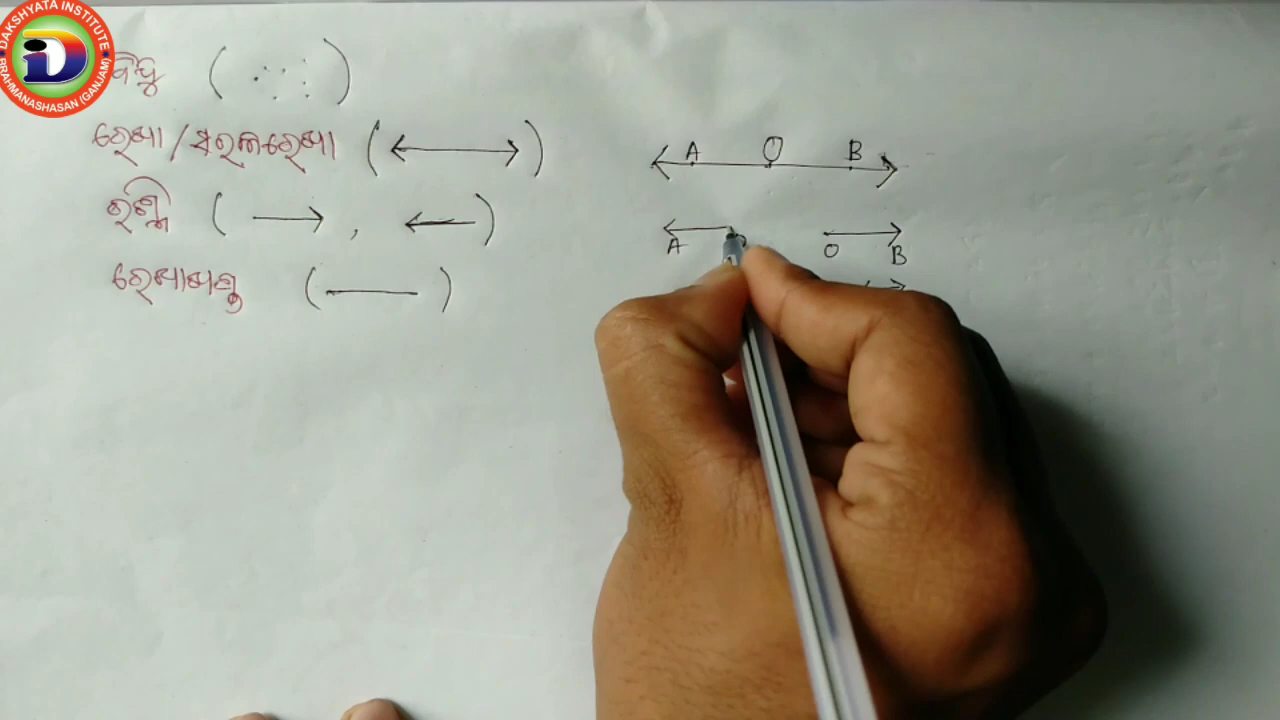 DAKSHYATA INSTITUTE
BRAHMANASHASAN (GANJAM)
ରେଖା / ସରଳରେଖା
ରଶ୍ମି
ରେଖାଖଣ୍ଡ
A O B
A
O B